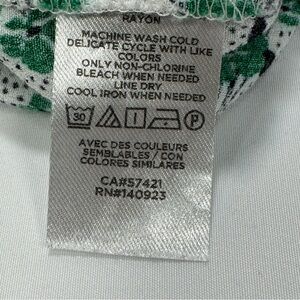 RAYON
MACHINE WASH COLD
DELICATE CYCLE WITH LIKE
COLORS
ONLY NON-CHLORINE
BLEACH WHEN NEEDED
LINE DRY
COOL IRON WHEN NEEDED
30 P
AVEC DES COULEURS
SEMBLABLES / CON
COLORES SIMILARES
CA#57421
RN#140923